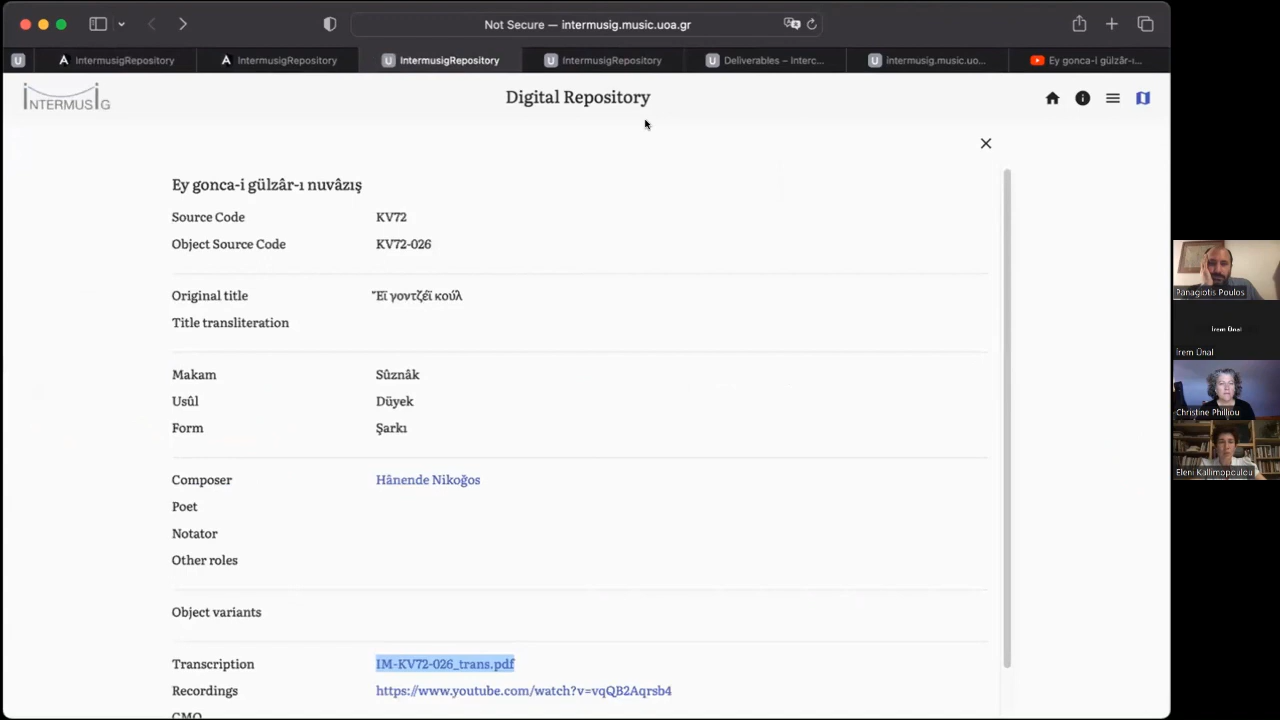 Not Secure — intermusig.music.uoa.gr
IntermusigRepository
IntermusigRepository
IntermusigRepository
IntermusigRepository
Deliverables – Interc...
intermusig.music.uo...
Ey gonca-i gülzâr-ı...
INTERMUSIG
Digital Repository
Ey gonca-i gülzâr-ı nuvâzış
Source Code KV72
Object Source Code KV72-026
Original title Ἔϊ γοντζέϊ κούλ
Title transliteration
Makam Sûznâk
Usûl Düyek
Form Şarkı
Composer Hânende Nikoğos
Poet
Notator
Other roles
Object variants
Transcription IM-KV72-026_trans.pdf
Recordings https://www.youtube.com/watch?v=vqQB2Aqrsb4
CMO
Panagiotis Poulos
İrem Ünal
İrem Ünal
Christine Philliou
Eleni Kallimopoulou